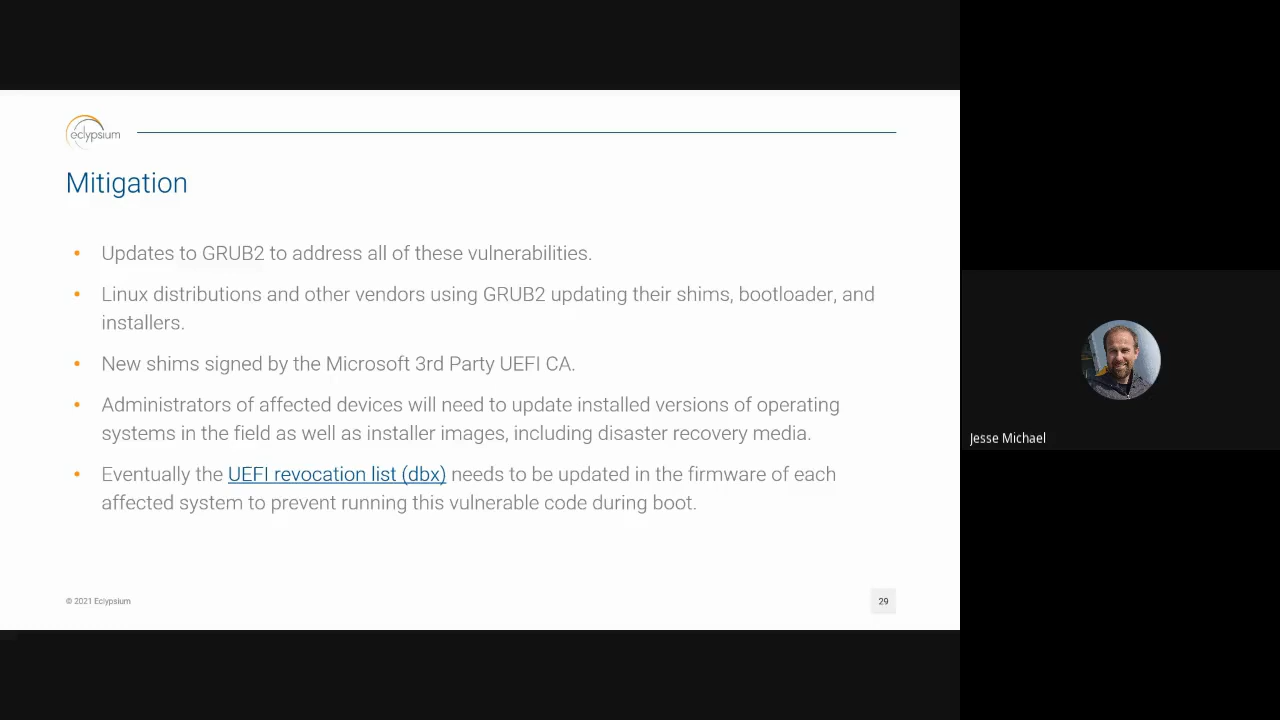 eclypsium
Mitigation
• Updates to GRUB2 to address all of these vulnerabilities.
• Linux distributions and other vendors using GRUB2 updating their shims, bootloader, and
installers.
• New shims signed by the Microsoft 3rd Party UEFI CA.
• Administrators of affected devices will need to update installed versions of operating
systems in the field as well as installer images, including disaster recovery media.
• Eventually the UEFI revocation list (dbx) needs to be updated in the firmware of each
affected system to prevent running this vulnerable code during boot.
© 2021 Eclypsium
29
Jesse Michael